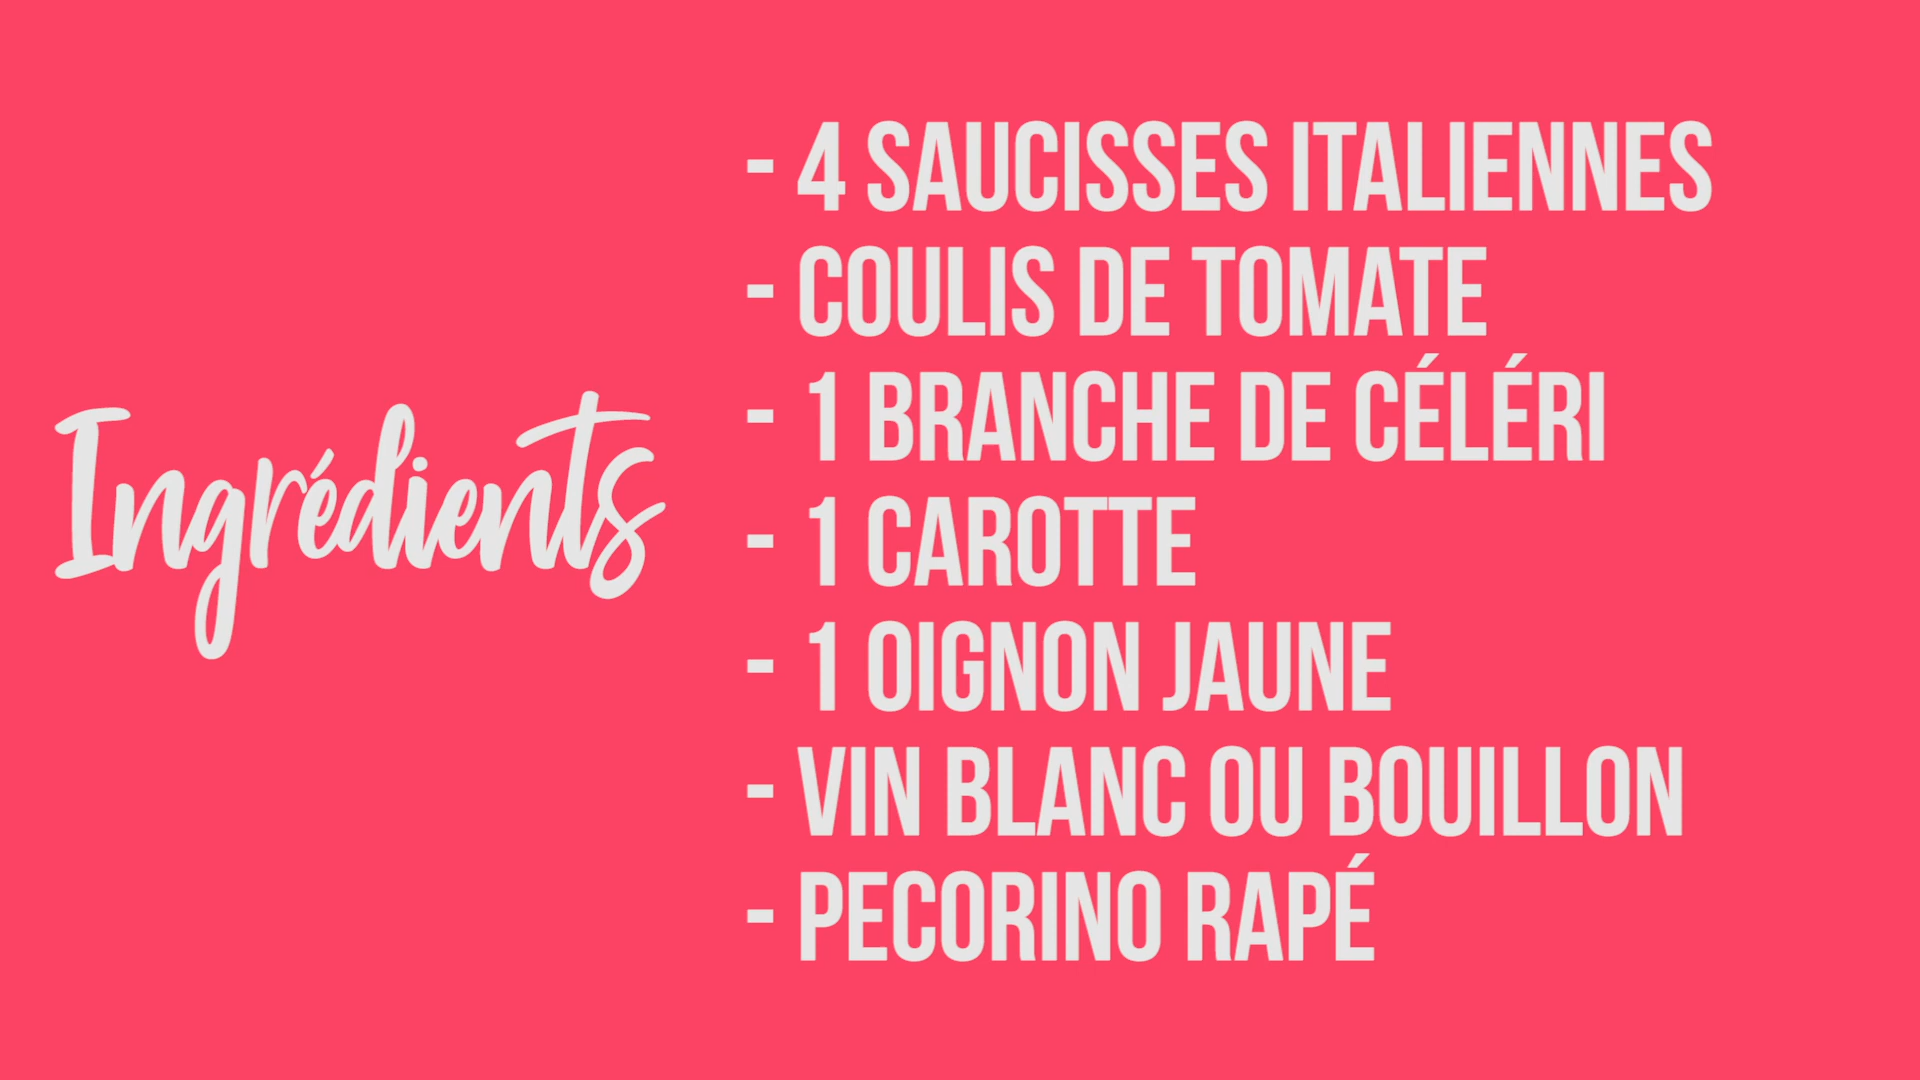 Ingrédients
- 4 SAUCISSES ITALIENNES
- COULIS DE TOMATE
- 1 BRANCHE DE CÉLÉRI
- 1 CAROTTE
- 1 OIGNON JAUNE
- VIN BLANC OU BOUILLON
- PECORINO RAPÉ